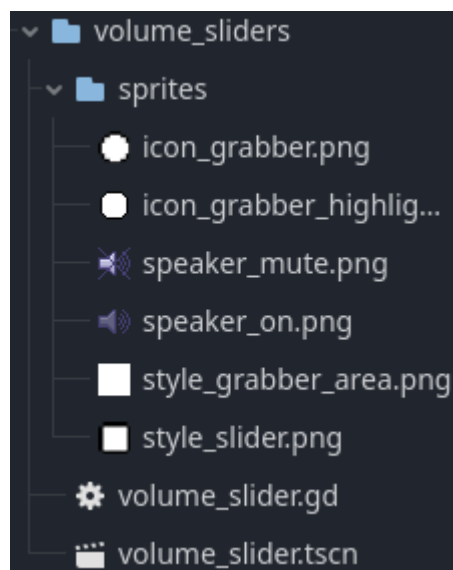 volume_sliders
sprites
icon_grabber.png
icon_grabber_highlig...
speaker_mute.png
speaker_on.png
style_grabber_area.png
style_slider.png
volume_slider.gd
volume_slider.tscn